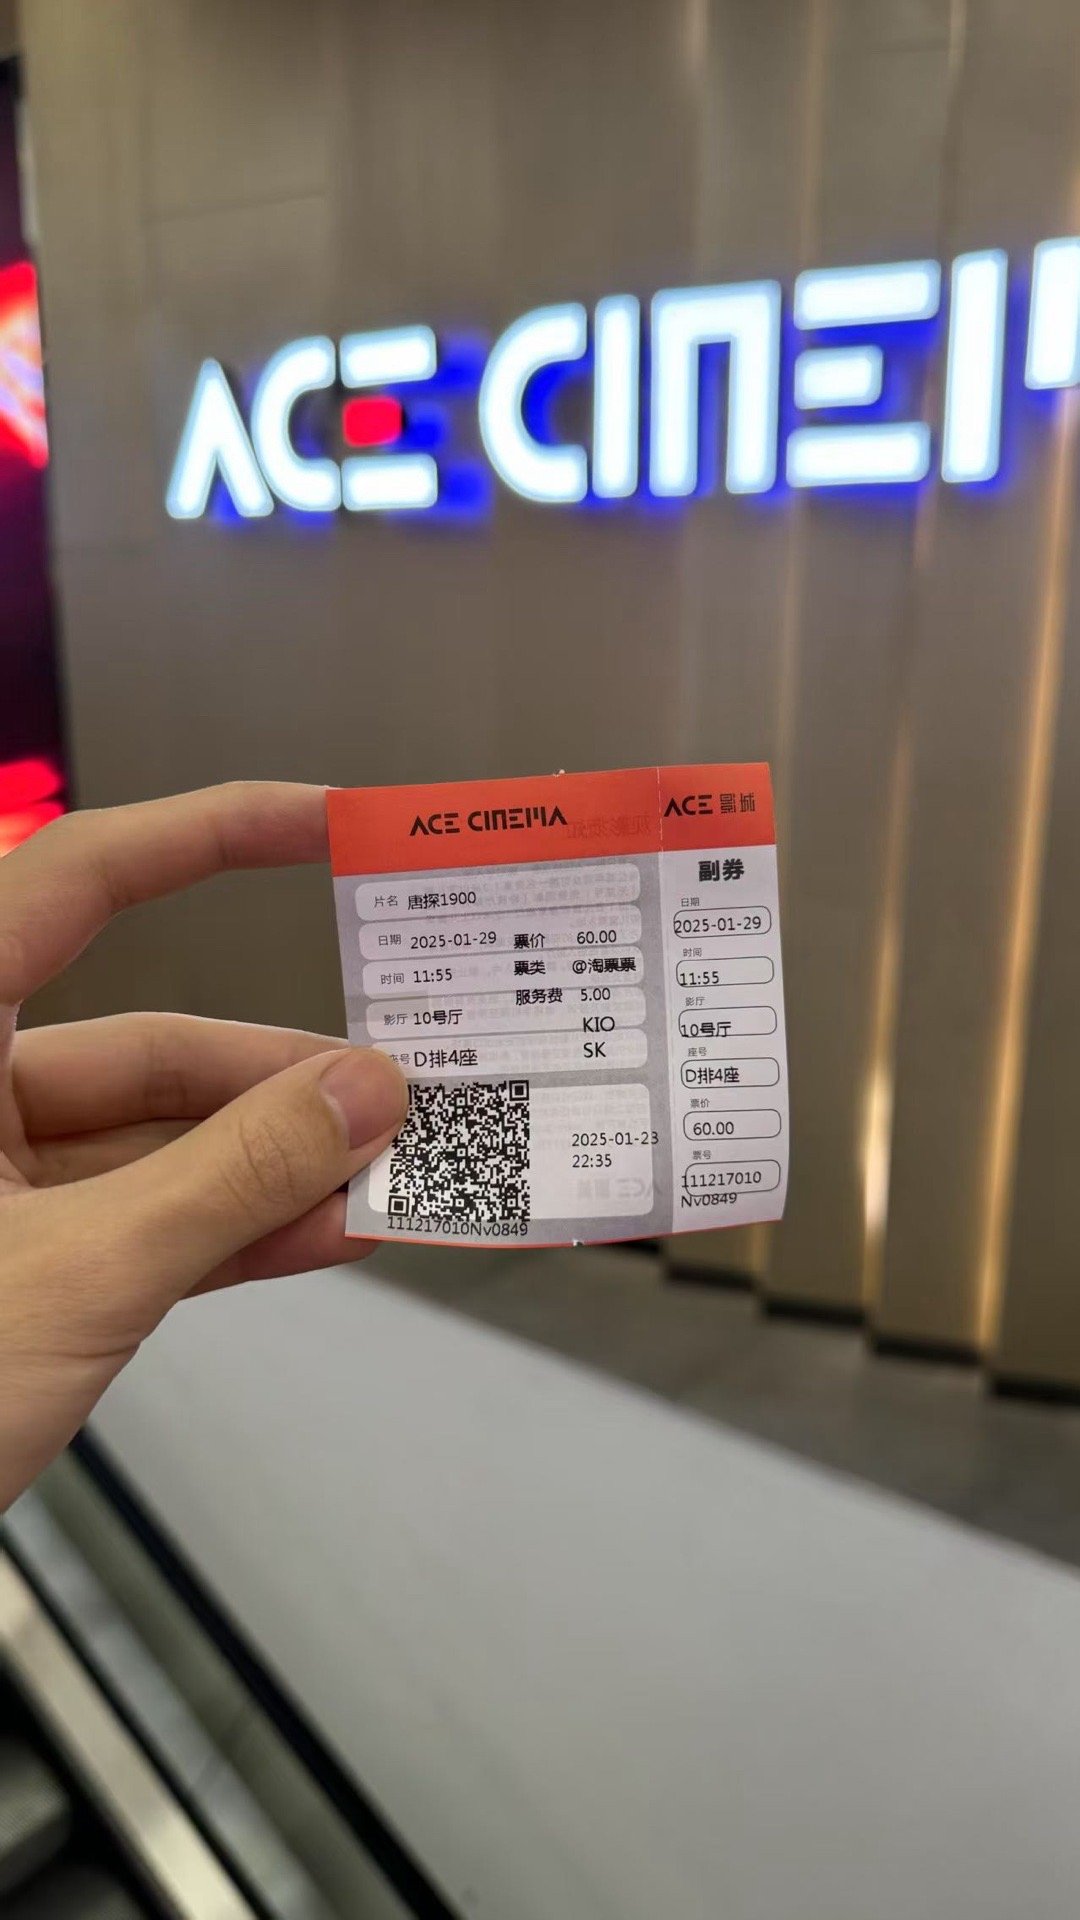 ACE CINEM
ACE CINEMA
片名 唐探1900
日期 2025-01-29 票价 60.00
时间 11:55 票类 @淘票票
服务费 5.00
影厅 10号厅 KIO
座号 D排4座 SK
2025-01-23
22:35
111217010Nv0849
ACE
副券
日期
2025-01-29
时间
11:55
影厅
10号厅
座号
D排4座
票价
60.00
票号
111217010
Nv0849